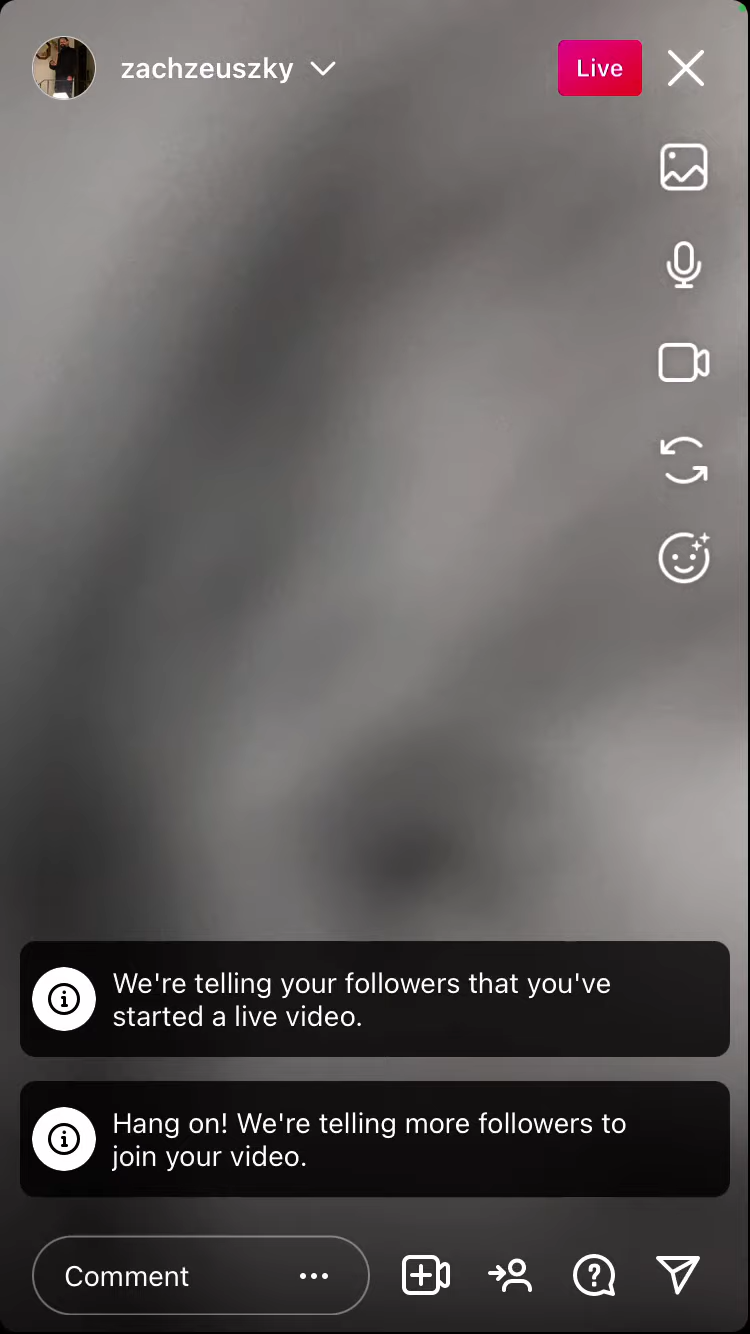 zachzeuszky
Live
We're telling your followers that you've
started a live video.
Hang on! We're telling more followers to
join your video.
Comment